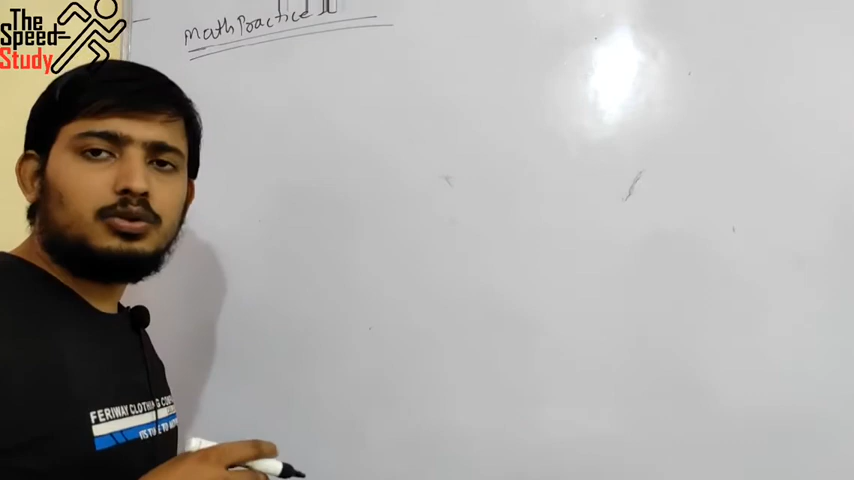 The
Speed
Study
Math Practice
FERIWAY CLOTHING